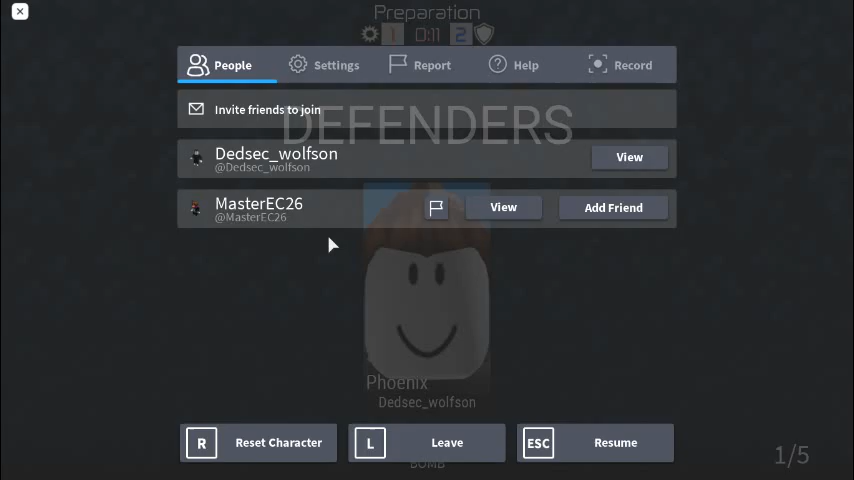 Preparation
1 0:11 2
People Settings Report Help Record
Invite friends to join
DEFENDERS
Dedsec_wolfson
@Dedsec_wolfson
View
MasterEC26
@MasterEC26
View Add Friend
Phoenix
Dedsec_wolfson
R Reset Character L Leave ESC Resume
BOMB
1/5